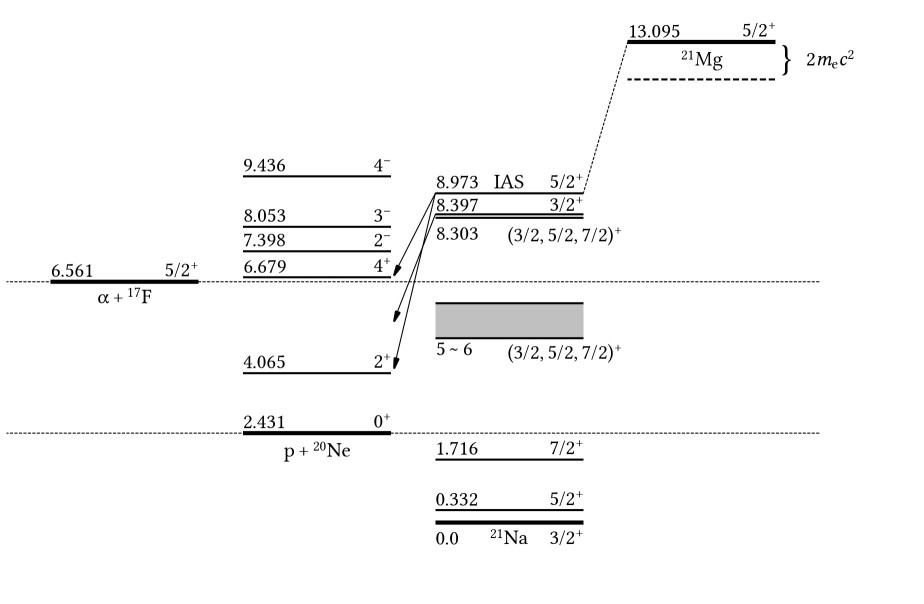 13.095 5/2⁺
²¹Mg
2mₑc²
9.436 4⁻
8.973 IAS 5/2⁺
8.397 3/2⁺
8.053 3⁻
8.303 (3/2, 5/2, 7/2)⁺
7.398 2⁻
6.679 4⁺
6.561 5/2⁺
α + ¹⁷F
5 ~ 6 (3/2, 5/2, 7/2)⁺
4.065 2⁺
2.431 0⁺
p + ²⁰Ne
1.716 7/2⁺
0.332 5/2⁺
0.0 ²¹Na 3/2⁺